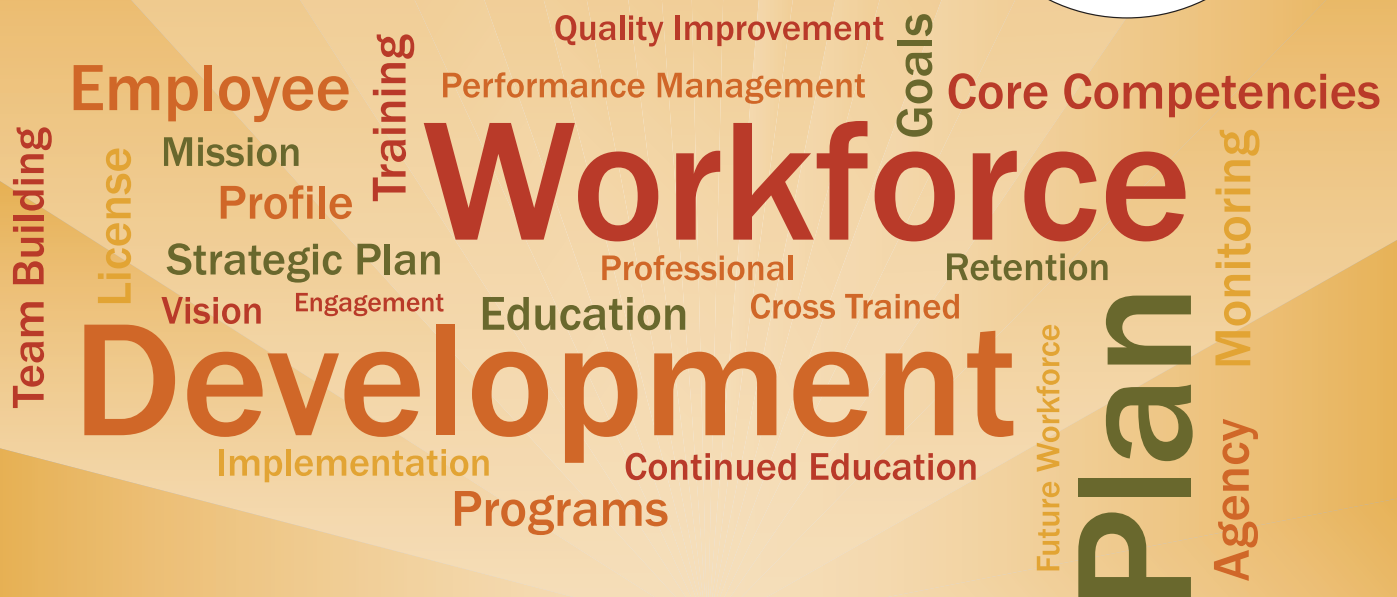 Quality Improvement
Goals
Training
Employee
Performance Management
Core Competencies
Team Building
License
Mission
Workforce
Monitoring
Profile
Strategic Plan
Professional
Retention
Vision
Engagement
Education
Cross Trained
Development
Future Workforce
Plan
Agency
Implementation
Continued Education
Programs